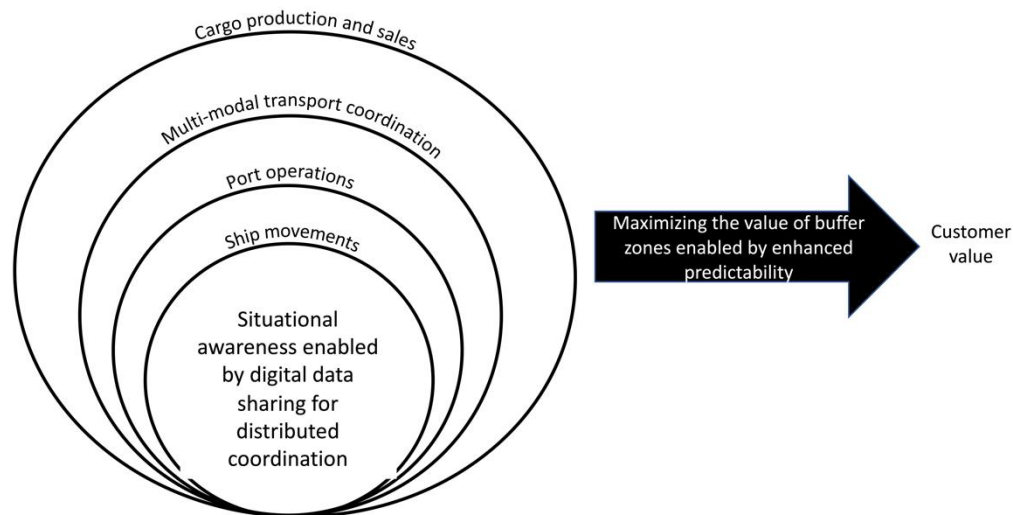 Cargo production and sales
Multi-modal transport coordination
Port operations
Ship movements
Situational
awareness enabled
by digital data
sharing for
distributed
coordination
Maximizing the value of buffer
zones enabled by enhanced
predictability
Customer
value